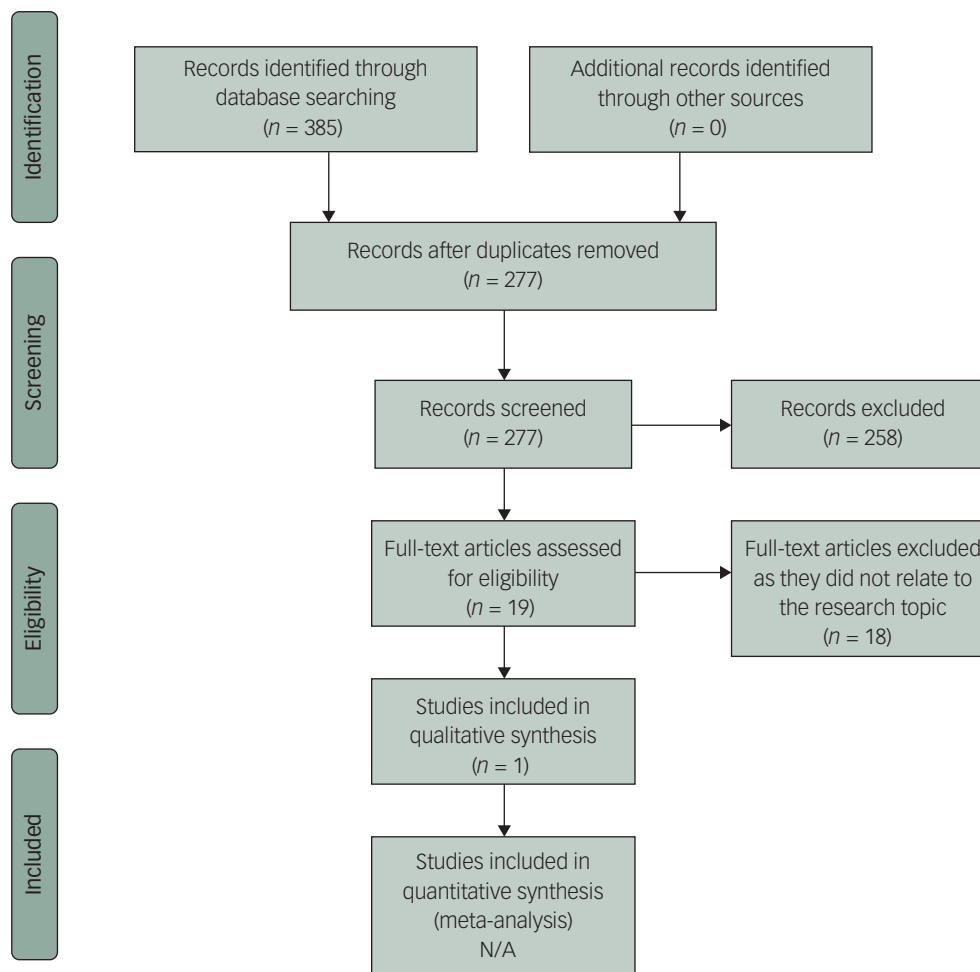 Identification
Records identified through
database searching
(n = 385)
Additional records identified
through other sources
(n = 0)
Records after duplicates removed
(n = 277)
Screening
Records screened
(n = 277)
Records excluded
(n = 258)
Eligibility
Full-text articles assessed
for eligibility
(n = 19)
Full-text articles excluded
as they did not relate to
the research topic
(n = 18)
Studies included in
qualitative synthesis
(n = 1)
Included
Studies included in
quantitative synthesis
(meta-analysis)
N/A